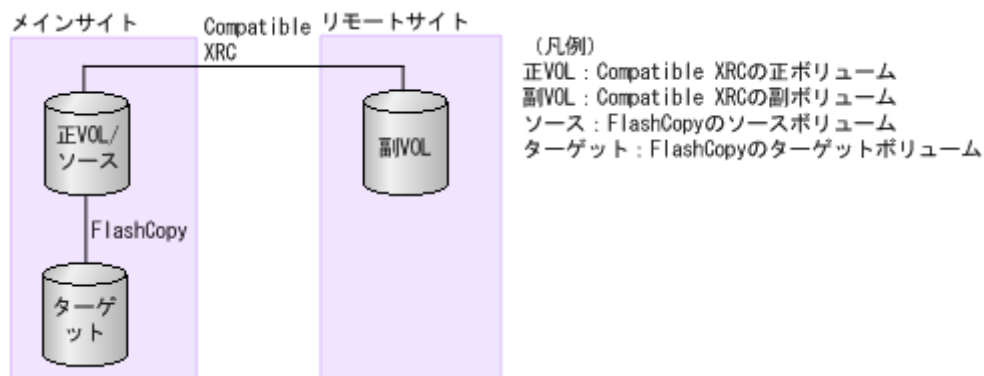 メインサイト
Compatible
XRC
リモートサイト
正VOL/
ソース
副VOL
FlashCopy
ターゲ
ット
（凡例）
正VOL：Compatible XRCの正ボリューム
副VOL：Compatible XRCの副ボリューム
ソース：FlashCopyのソースボリューム
ターゲット：FlashCopyのターゲットボリューム